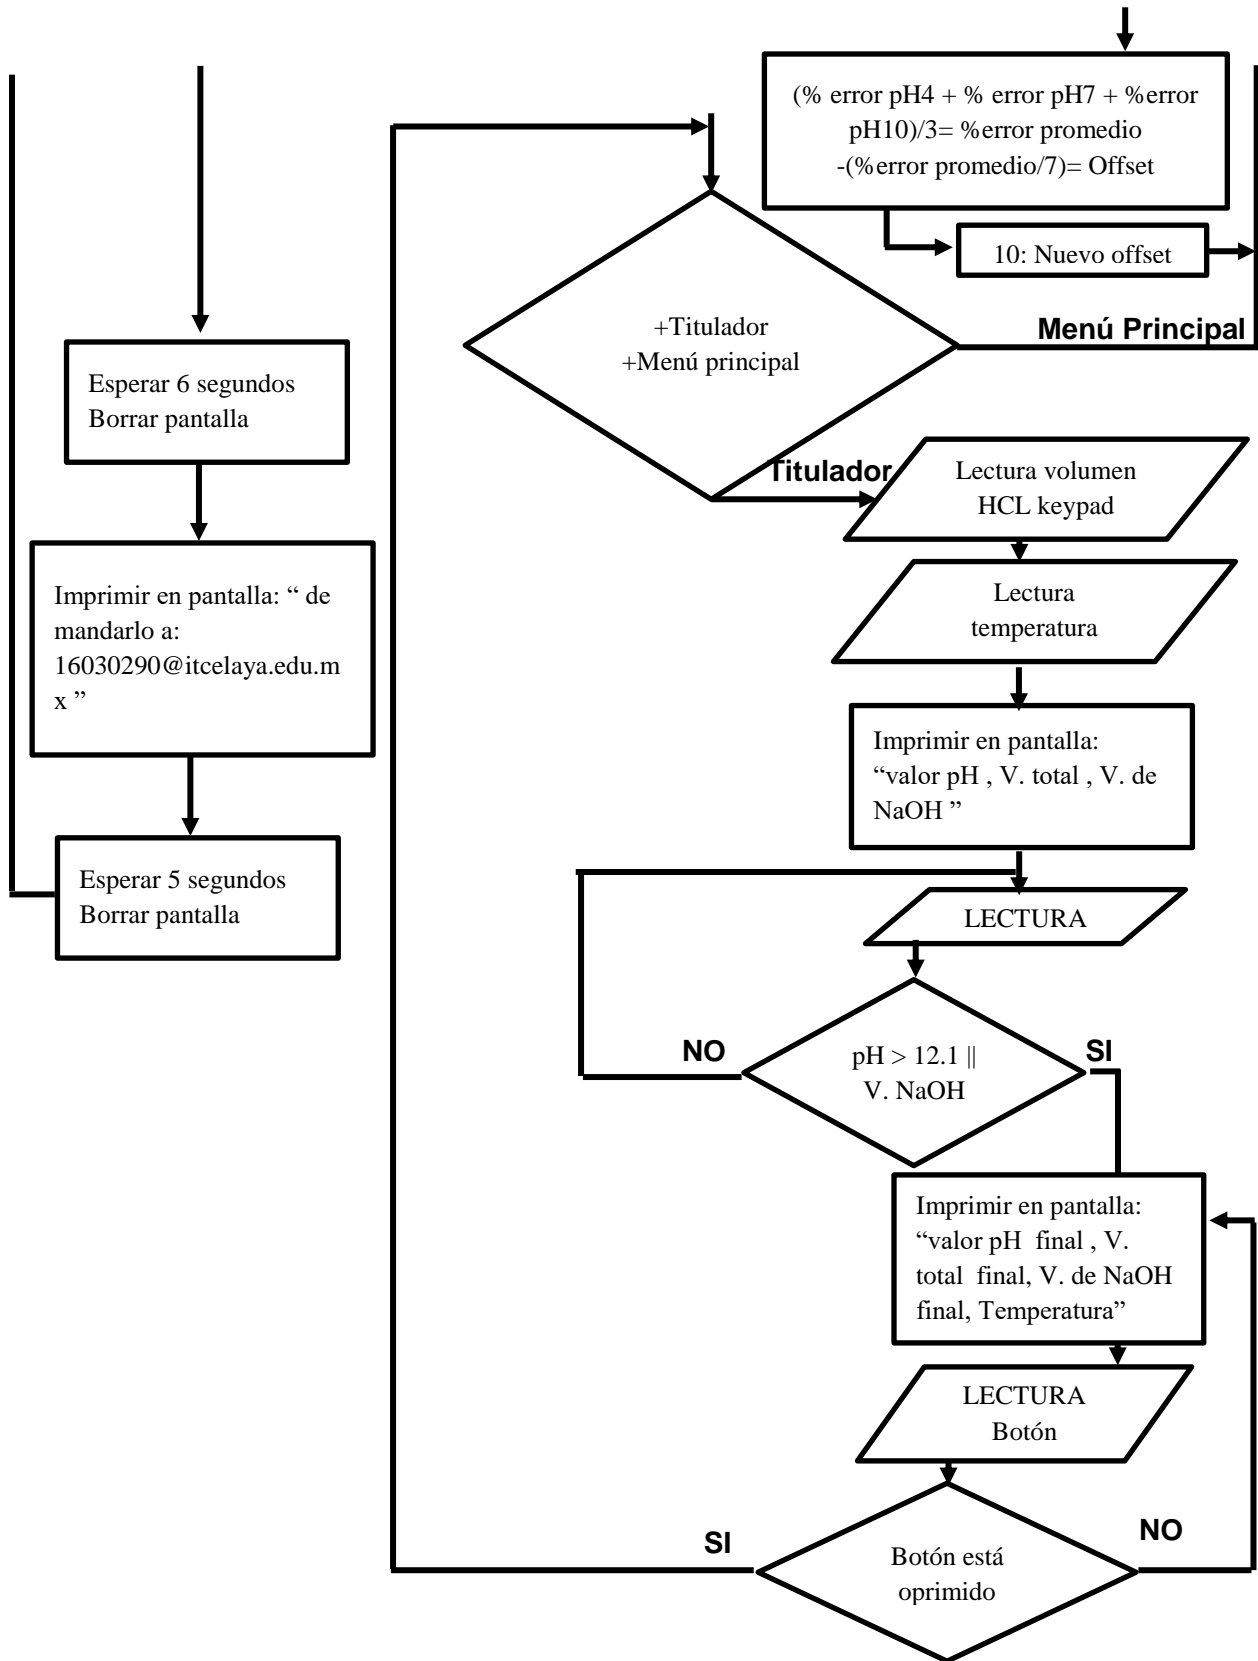 (% error pH4 + % error pH7 + %error
pH10)/3= %error promedio
-(%error promedio/7)= Offset
10: Nuevo offset
+Titulador
+Menú principal
Menú Principal
Titulador
Esperar 6 segundos
Borrar pantalla
Imprimir en pantalla: “ de
mandarlo a:
16030290@itcelaya.edu.m
x ”
Esperar 5 segundos
Borrar pantalla
Lectura volumen
HCL keypad
Lectura
temperatura
Imprimir en pantalla:
“valor pH , V. total , V. de
NaOH ”
LECTURA
NO
pH > 12.1 ||
V. NaOH
SI
Imprimir en pantalla:
“valor pH final , V.
total final, V. de NaOH
final, Temperatura”
LECTURA
Botón
SI
Botón está
oprimido
NO